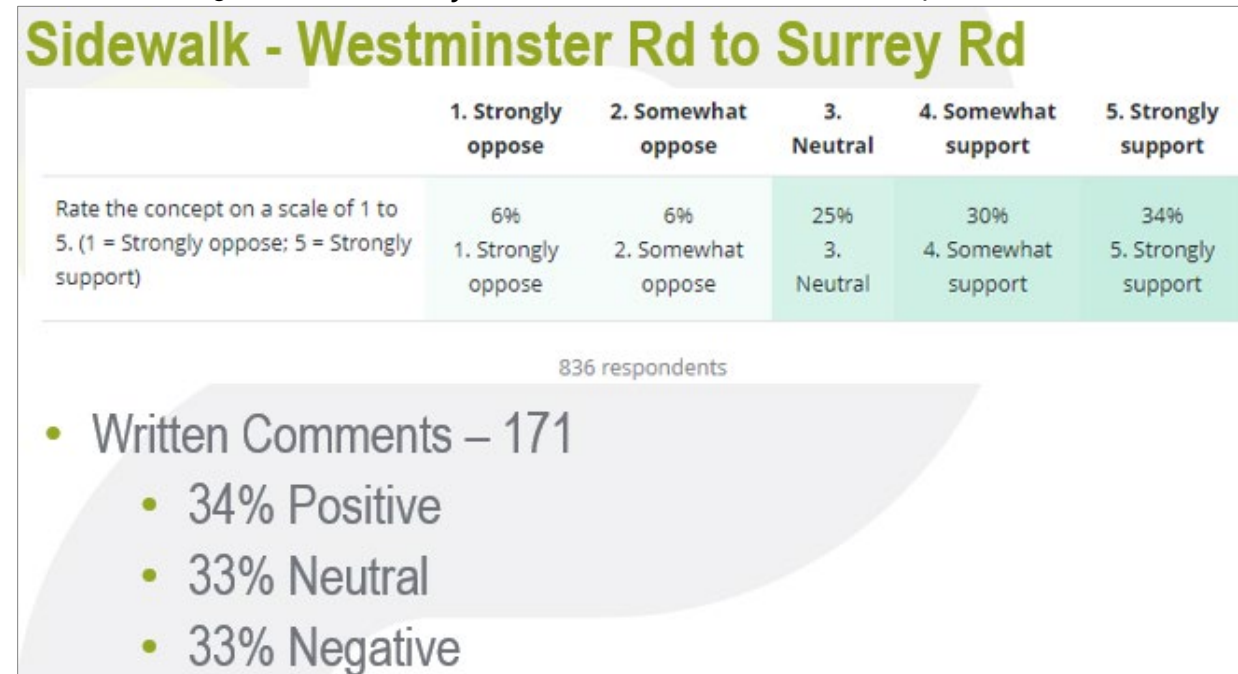 Sidewalk - Westminster Rd to Surrey Rd
1. Strongly oppose 2. Somewhat oppose 3. Neutral 4. Somewhat support 5. Strongly support
Rate the concept on a scale of 1 to
5. (1 = Strongly oppose; 5 = Strongly
support)
6% 1. Strongly oppose
6% 2. Somewhat oppose
25% 3. Neutral
30% 4. Somewhat support
34% 5. Strongly support
836 respondents
• Written Comments – 171
• 34% Positive
• 33% Neutral
• 33% Negative